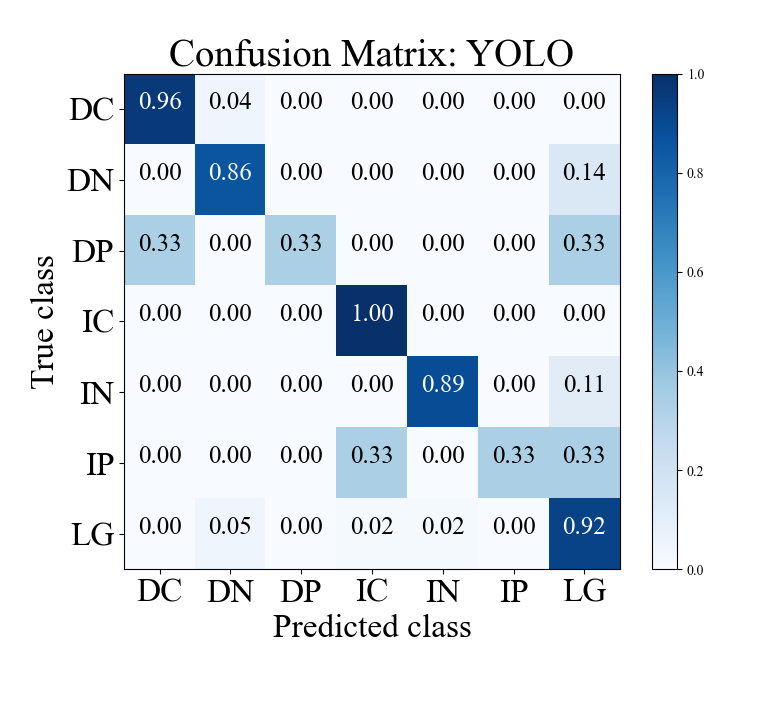 Confusion Matrix: YOLO
DC 0.96 0.04 0.00 0.00 0.00 0.00 0.00
DN 0.00 0.86 0.00 0.00 0.00 0.00 0.14
DP 0.33 0.00 0.33 0.00 0.00 0.00 0.33
IC 0.00 0.00 0.00 1.00 0.00 0.00 0.00
IN 0.00 0.00 0.00 0.00 0.89 0.00 0.11
IP 0.00 0.00 0.00 0.33 0.00 0.33 0.33
LG 0.00 0.05 0.00 0.02 0.02 0.00 0.92
DC DN DP IC IN IP LG
Predicted class
True class
1.0
0.8
0.6
0.4
0.2
0.0